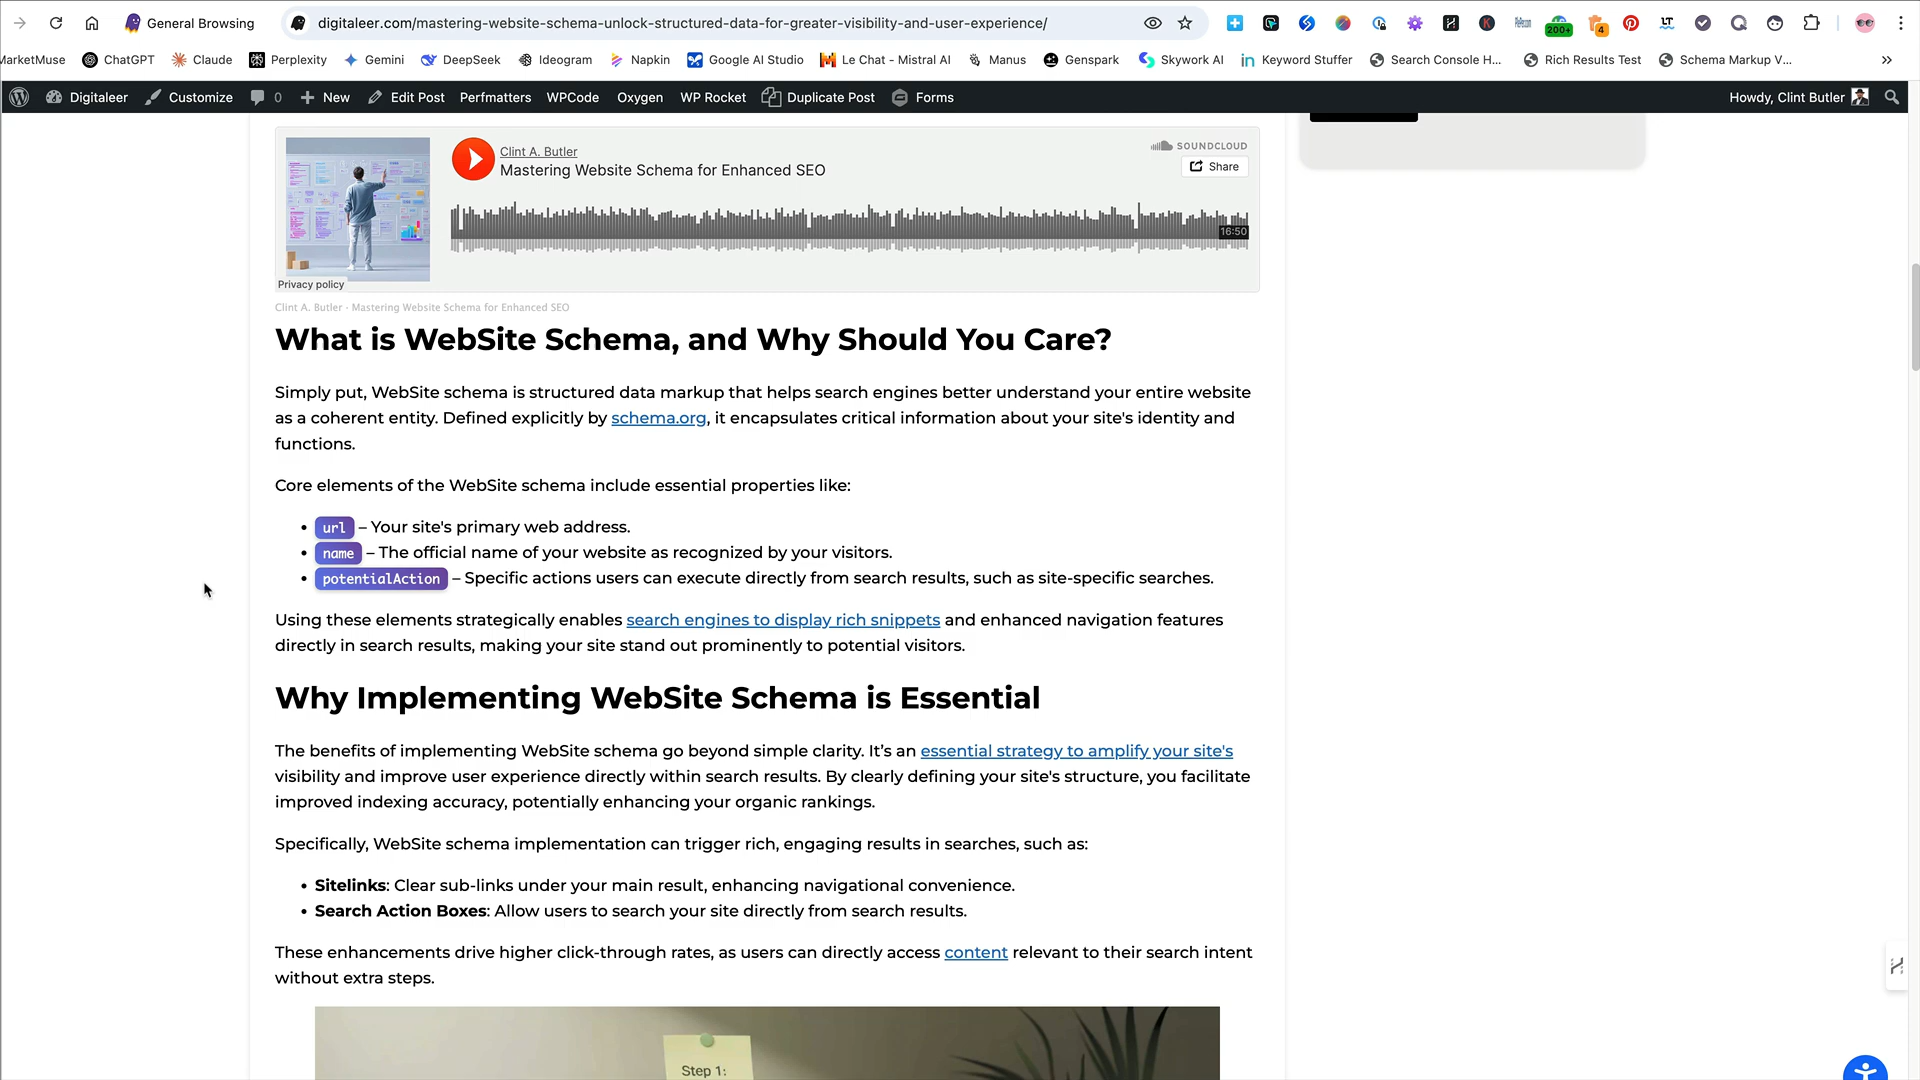 General Browsing
digitaleer.com/mastering-website-schema-unlock-structured-data-for-greater-visibility-and-user-experience/
200+
4
LT
MarketMuse
ChatGPT
Claude
Perplexity
Gemini
DeepSeek
Ideogram
Napkin
Google AI Studio
Le Chat - Mistral AI
Manus
Genspark
Skywork AI
Keyword Stuffer
Search Console H...
Rich Results Test
Schema Markup V...
Digitaleer
Customize
0
New
Edit Post
Perfmatters
WPCode
Oxygen
WP Rocket
Duplicate Post
Forms
Howdy, Clint Butler
Clint A. Butler
Mastering Website Schema for Enhanced SEO
SOUNDCLOUD
Share
16:50
Privacy policy
Clint A. Butler · Mastering Website Schema for Enhanced SEO
What is WebSite Schema, and Why Should You Care?
Simply put, WebSite schema is structured data markup that helps search engines better understand your entire website
as a coherent entity. Defined explicitly by schema.org, it encapsulates critical information about your site's identity and
functions.
Core elements of the WebSite schema include essential properties like:
• url – Your site's primary web address.
• name – The official name of your website as recognized by your visitors.
• potentialAction – Specific actions users can execute directly from search results, such as site-specific searches.
Using these elements strategically enables search engines to display rich snippets and enhanced navigation features
directly in search results, making your site stand out prominently to potential visitors.
Why Implementing WebSite Schema is Essential
The benefits of implementing WebSite schema go beyond simple clarity. It’s an essential strategy to amplify your site's
visibility and improve user experience directly within search results. By clearly defining your site's structure, you facilitate
improved indexing accuracy, potentially enhancing your organic rankings.
Specifically, WebSite schema implementation can trigger rich, engaging results in searches, such as:
• Sitelinks: Clear sub-links under your main result, enhancing navigational convenience.
• Search Action Boxes: Allow users to search your site directly from search results.
These enhancements drive higher click-through rates, as users can directly access content relevant to their search intent
without extra steps.
Step 1: